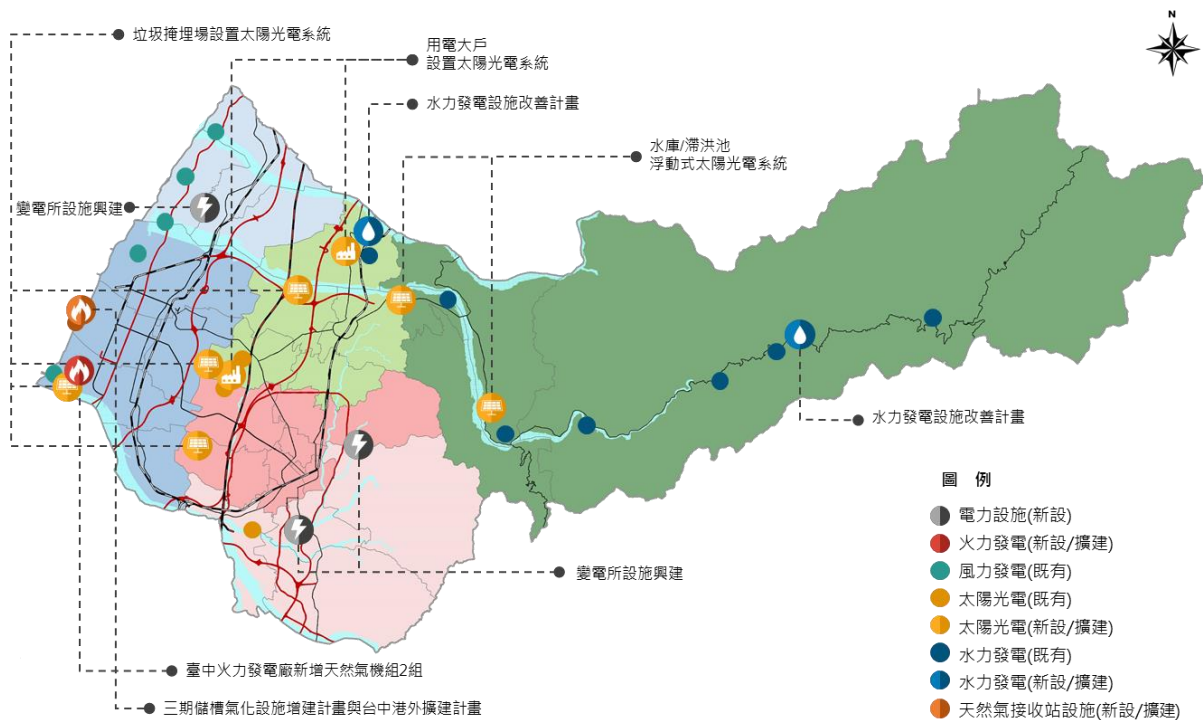 垃圾掩埋場設置太陽光電系統
用電大戶
設置太陽光電系統
N
水力發電設施改善計畫
水庫/滯洪池
浮動式太陽光電系統
變電所設施興建
水力發電設施改善計畫
圖 例
電力設施(新設)
火力發電(新設/擴建)
風力發電(既有)
太陽光電(既有)
太陽光電(新設/擴建)
水力發電(既有)
水力發電(新設/擴建)
天然氣接收站設施(新設/擴建)
變電所設施興建
臺中火力發電廠新增天然氣機組2組
三期儲槽氣化設施增建計畫與台中港外擴建計畫